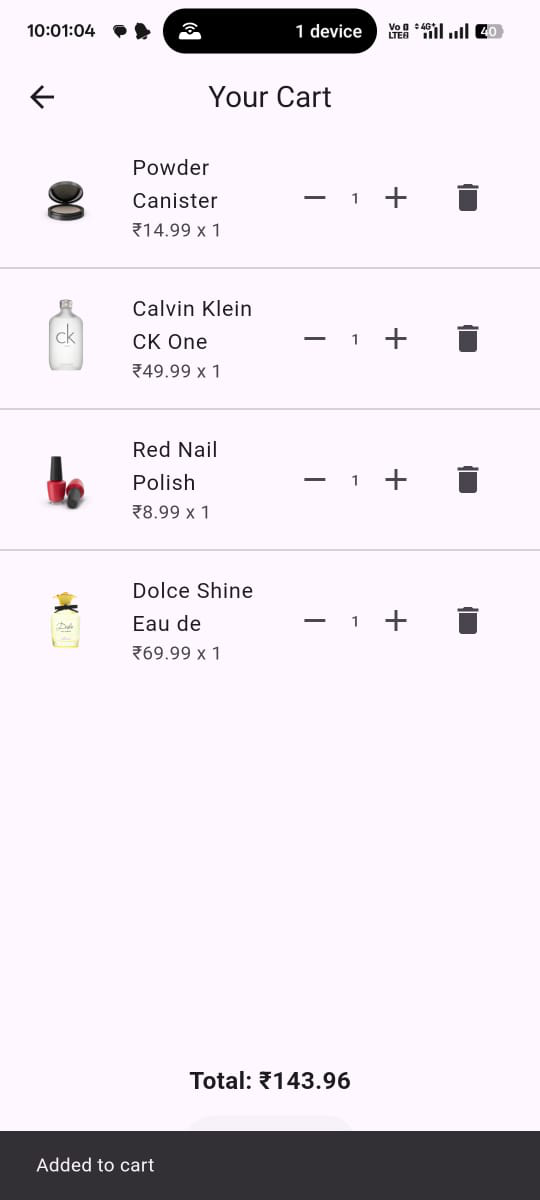 10:01:04 1 device Vo LTE 4G+ 40
Your Cart
Powder
Canister
1
₹14.99 x 1
Calvin Klein
CK One
ck
1
₹49.99 x 1
Red Nail
Polish
1
₹8.99 x 1
Dolce Shine
Eau de
Dolce
1
₹69.99 x 1
Total: ₹143.96
Added to cart